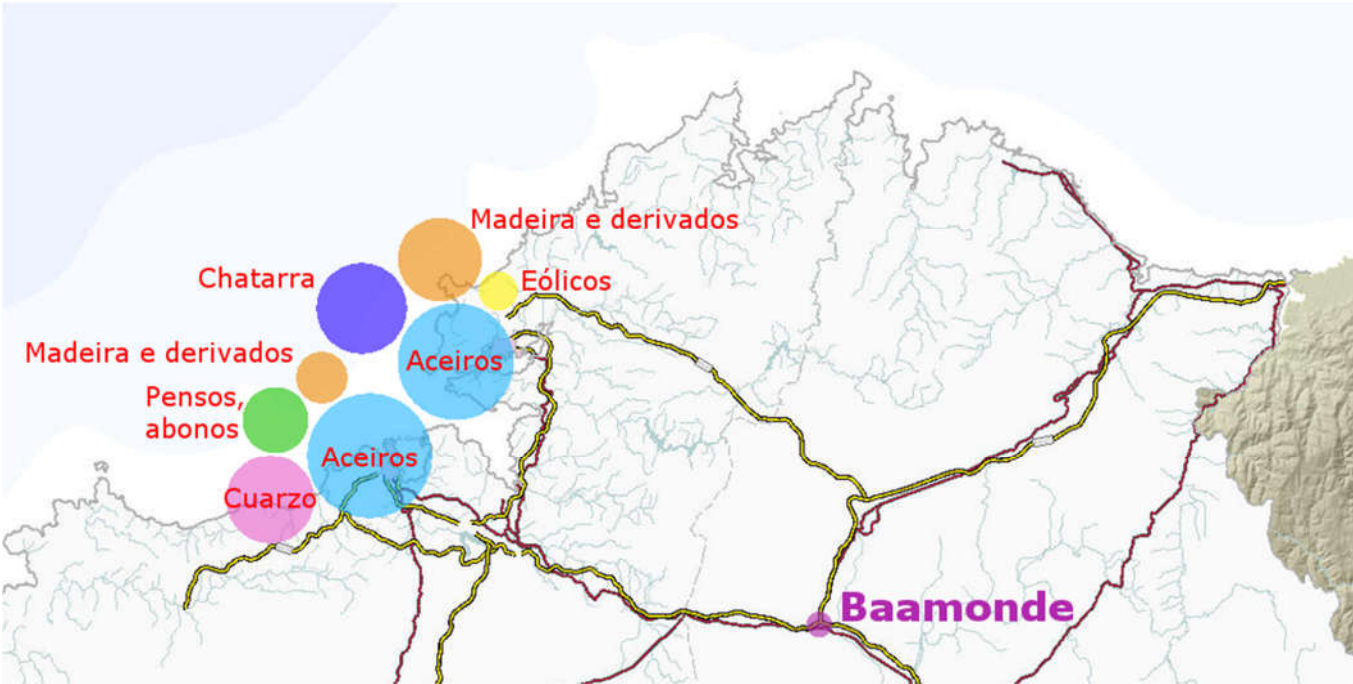 Madeira e derivados
Chatarra
Eólicos
Madeira e derivados
Aceiros
Pensos,
abonos
Aceiros
Cuarzo
Baamonde